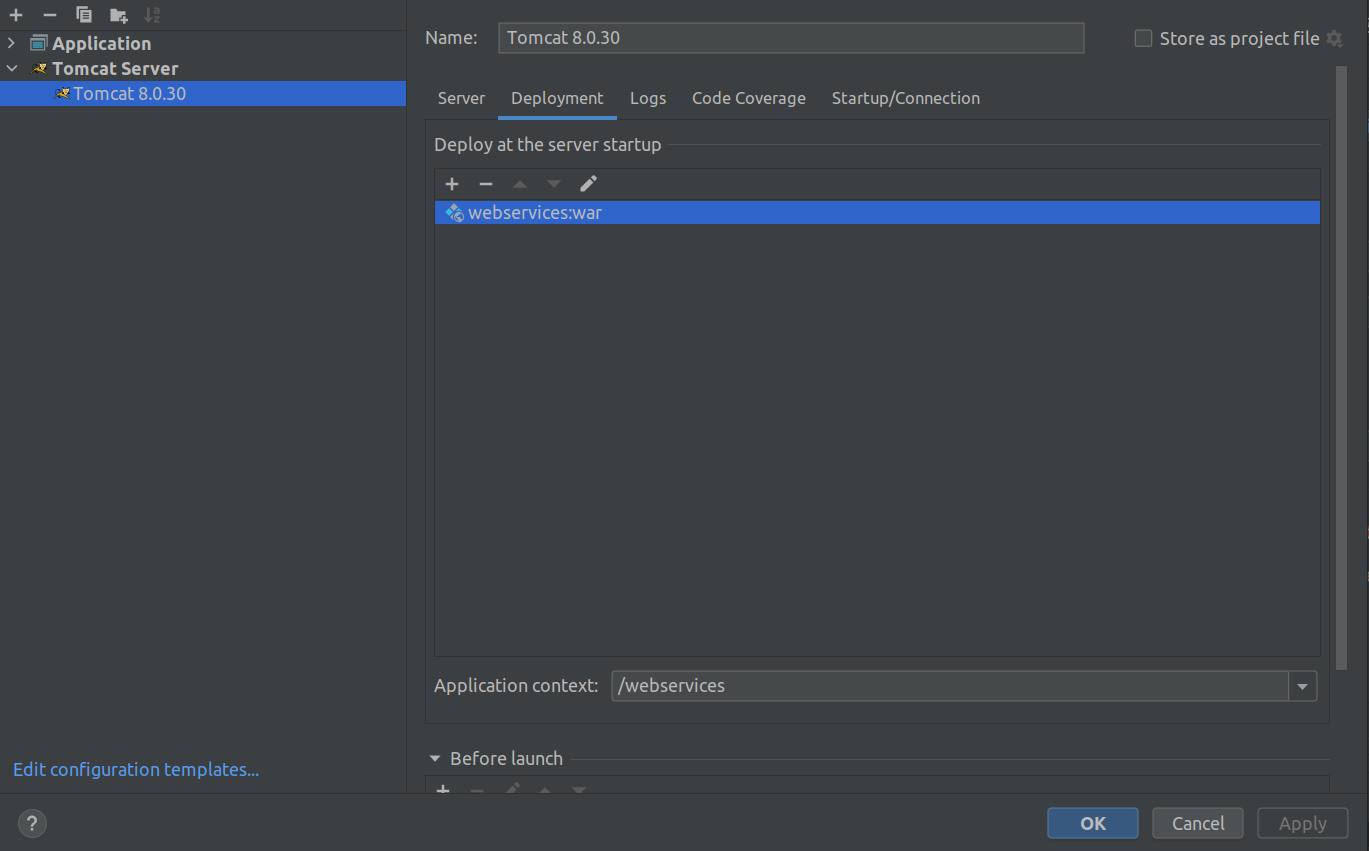 Application
Tomcat Server
Tomcat 8.0.30
Edit configuration templates...
Name: Tomcat 8.0.30
Store as project file
Server Deployment Logs Code Coverage Startup/Connection
Deploy at the server startup
webservices:war
Application context: /webservices
Before launch
?
OK Cancel Apply